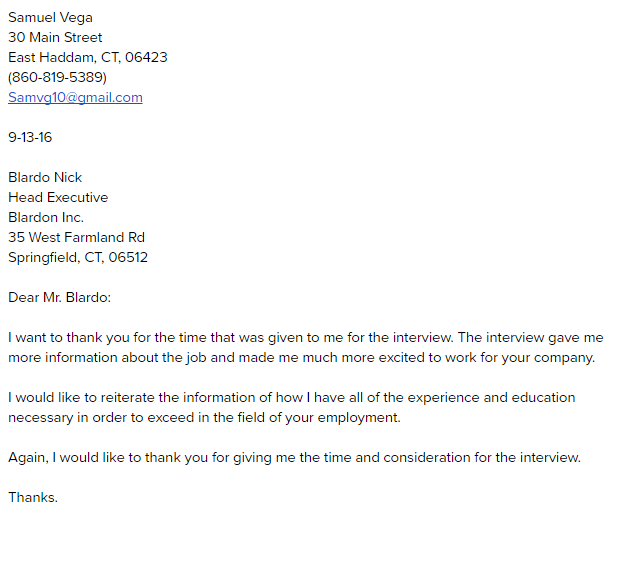 Samuel Vega
30 Main Street
East Haddam, CT, 06423
(860-819-5389)
Samvg10@gmail.com
9-13-16
Blardo Nick
Head Executive
Blardon Inc.
35 West Farmland Rd
Springfield, CT, 06512
Dear Mr. Blardo:
I want to thank you for the time that was given to me for the interview. The interview gave me
more information about the job and made me much more excited to work for your company.
I would like to reiterate the information of how I have all of the experience and education
necessary in order to exceed in the field of your employment.
Again, I would like to thank you for giving me the time and consideration for the interview.
Thanks.